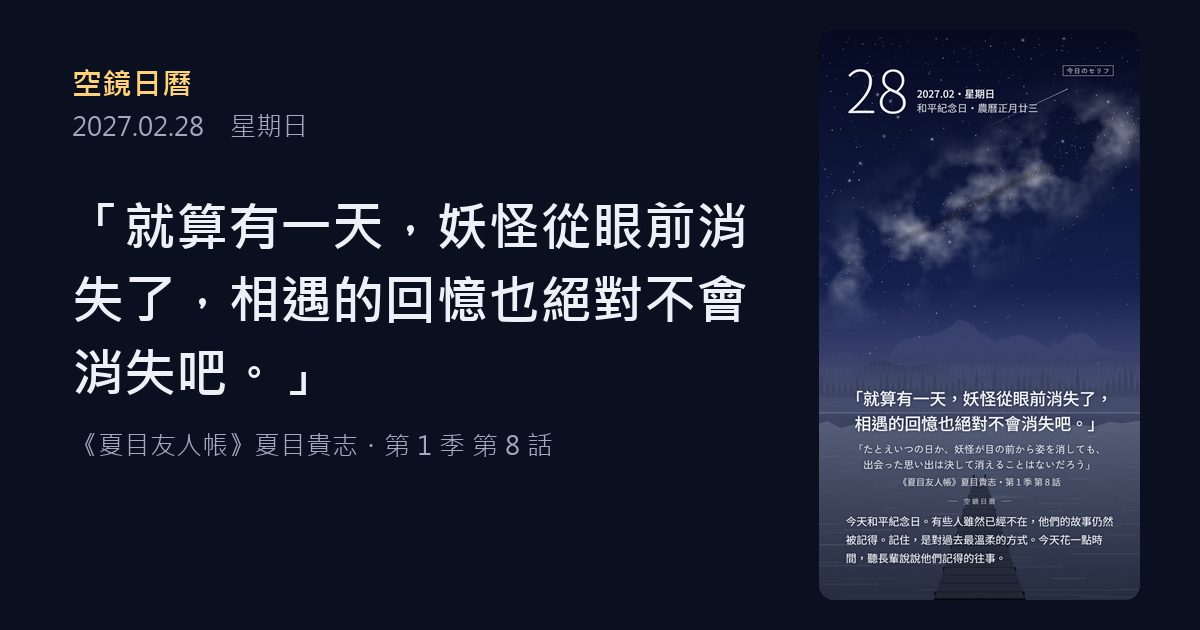 空鏡日曆
2027.02.28 星期日
「就算有一天，妖怪從眼前消
失了，相遇的回憶也絕對不會
消失吧。」
《夏目友人帳》夏目貴志・第 1 季 第 8 話
今日のセリフ
28
2027.02・星期日
和平紀念日・農曆正月廿三
「就算有一天，妖怪從眼前消失了，
相遇的回憶也絕對不會消失吧。」
「たとえいつの日か、妖怪が目の前から姿を消しても、
出会った思い出は決して消えることはないだろう」
《夏目友人帳》夏目貴志・第 1 季 第 8 話
— 空鏡日曆 —
今天和平紀念日。有些人雖然已經不在，他們的故事仍然
被記得。記住，是對過去最溫柔的方式。今天花一點時
間，聽長輩說說他們記得的往事。